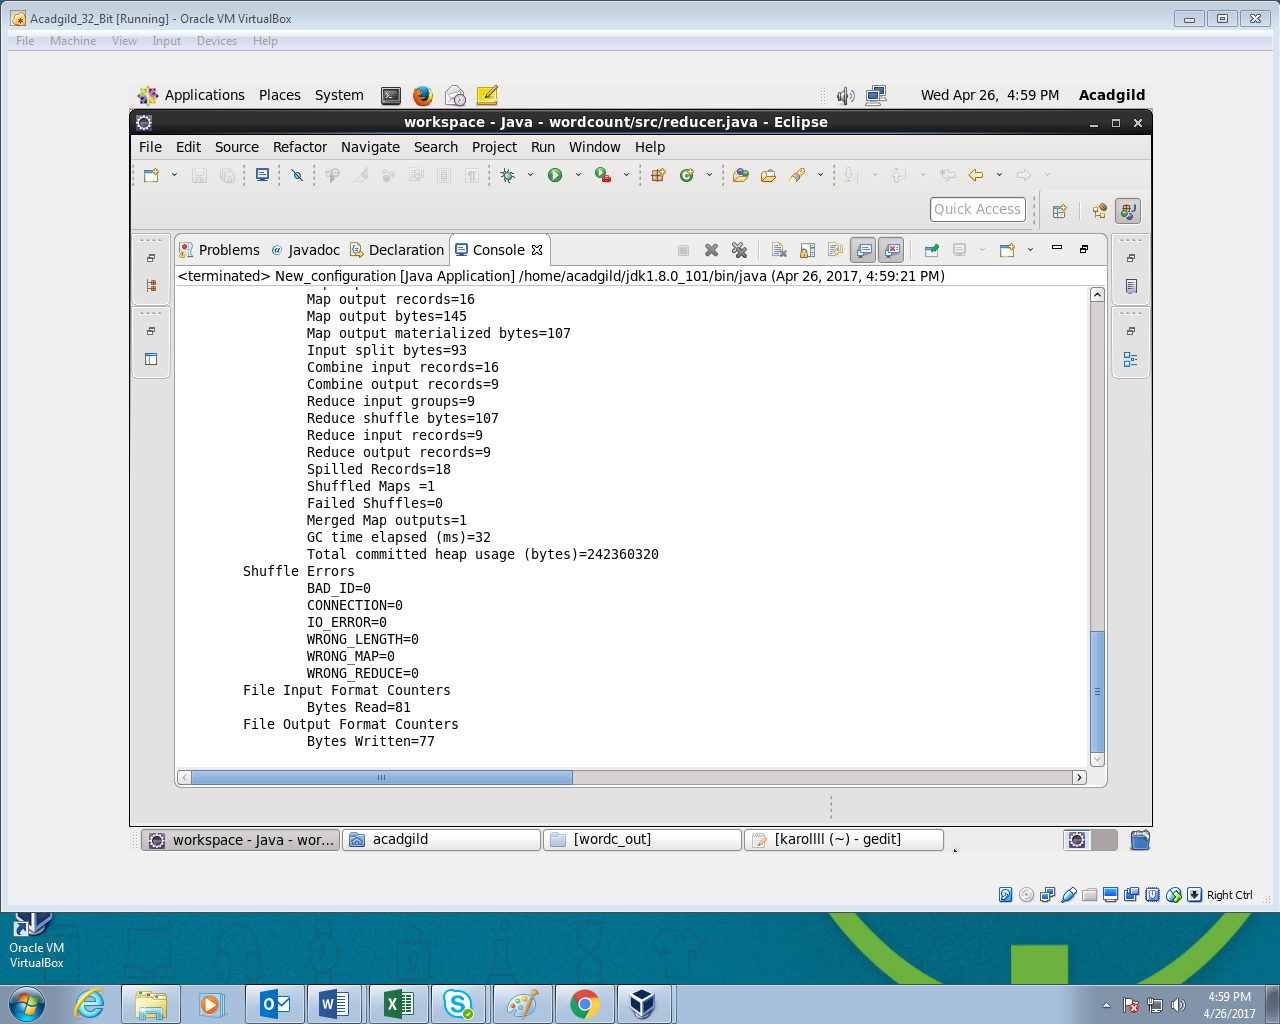 Acadgild_32_Bit [Running] - Oracle VM VirtualBox
File Machine View Input Devices Help
Applications Places System Wed Apr 26, 4:59 PM Acadgild
workspace - Java - wordcount/src/reducer.java - Eclipse
File Edit Source Refactor Navigate Search Project Run Window Help
Quick Access
Problems @ Javadoc Declaration Console
<terminated> New_configuration [Java Application] /home/acadgild/jdk1.8.0_101/bin/java (Apr 26, 2017, 4:59:21 PM)
Map output records=16
Map output bytes=145
Map output materialized bytes=107
Input split bytes=93
Combine input records=16
Combine output records=9
Reduce input groups=9
Reduce shuffle bytes=107
Reduce input records=9
Reduce output records=9
Spilled Records=18
Shuffled Maps =1
Failed Shuffles=0
Merged Map outputs=1
GC time elapsed (ms)=32
Total committed heap usage (bytes)=242360320
Shuffle Errors
BAD_ID=0
CONNECTION=0
IO_ERROR=0
WRONG_LENGTH=0
WRONG_MAP=0
WRONG_REDUCE=0
File Input Format Counters
Bytes Read=81
File Output Format Counters
Bytes Written=77
workspace - Java - wor... acadgild [wordc_out] [karollll (~) - gedit]
Right Ctrl
Oracle VM
VirtualBox
4:59 PM
4/26/2017